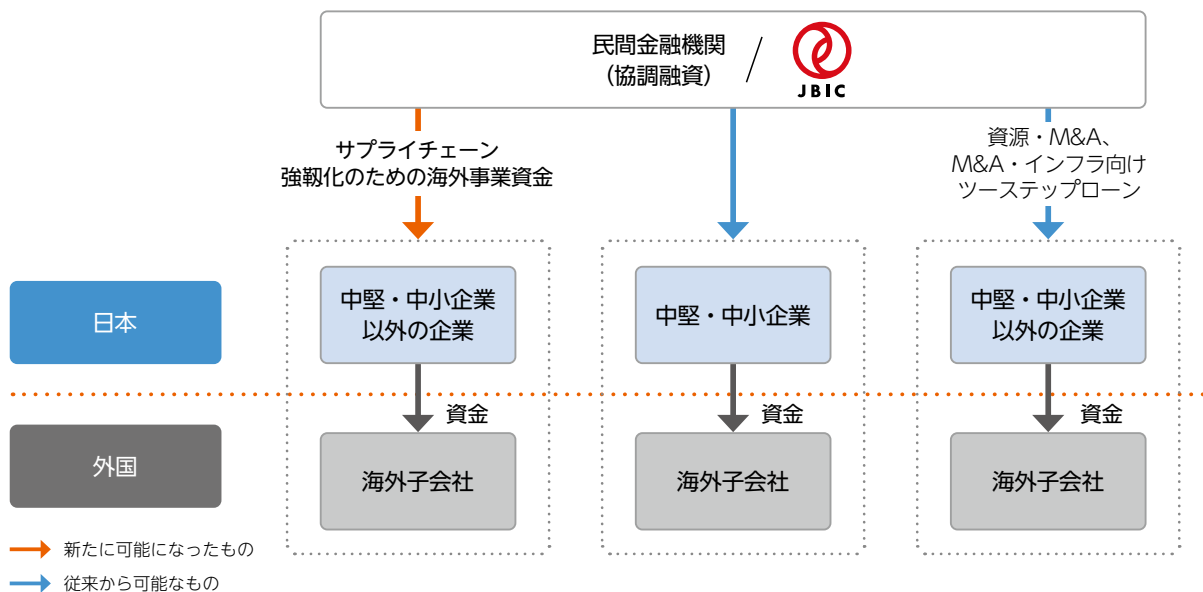 民間金融機関
(協調融資)
/
JBIC
サプライチェーン
強靱化のための海外事業資金
資源・M&A、
M&A・インフラ向け
ツーステップローン
日本
中堅・中小企業
以外の企業
中堅・中小企業
中堅・中小企業
以外の企業
資金
資金
資金
外国
海外子会社
海外子会社
海外子会社
新たに可能になったもの
従来から可能なもの